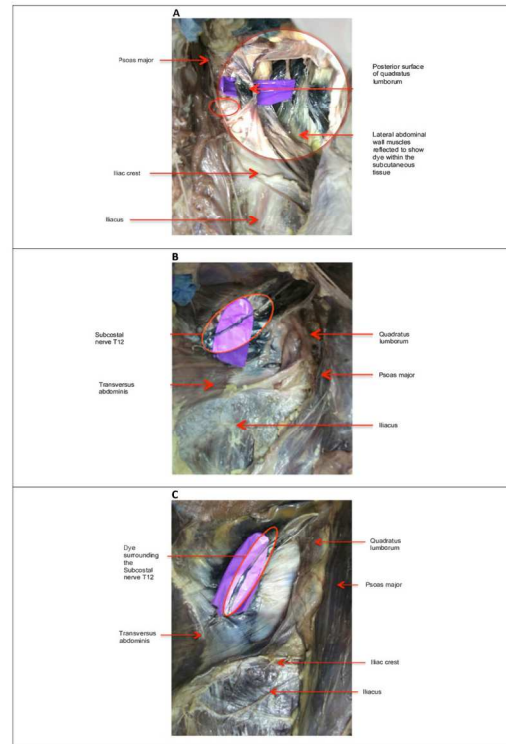 A
Psoas major
Posterior surface
of quadratus
lumborum
Lateral abdominal
wall muscles
reflected to show
dye within the
subcutaneous
tissue
Iliac crest
Iliacus
B
Subcostal
nerve T12
Quadratus
lumborum
Psoas major
Transversus
abdominis
Iliacus
C
Dye
surrounding
the
Subcostal
nerve T12
Quadratus
lumborum
Psoas major
Transversus
abdominis
Iliac crest
Iliacus